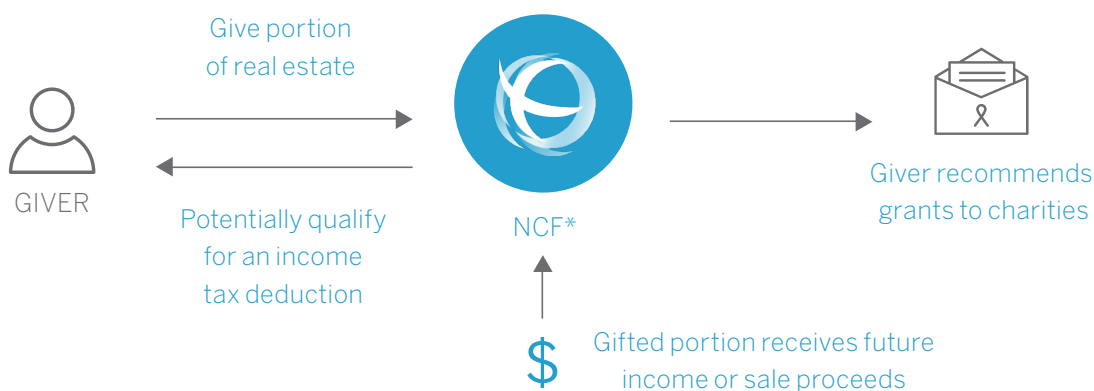 Give portion
of real estate
GIVER
Potentially qualify
for an income
tax deduction
NCF*
Giver recommends
grants to charities
$
Gifted portion receives future
income or sale proceeds